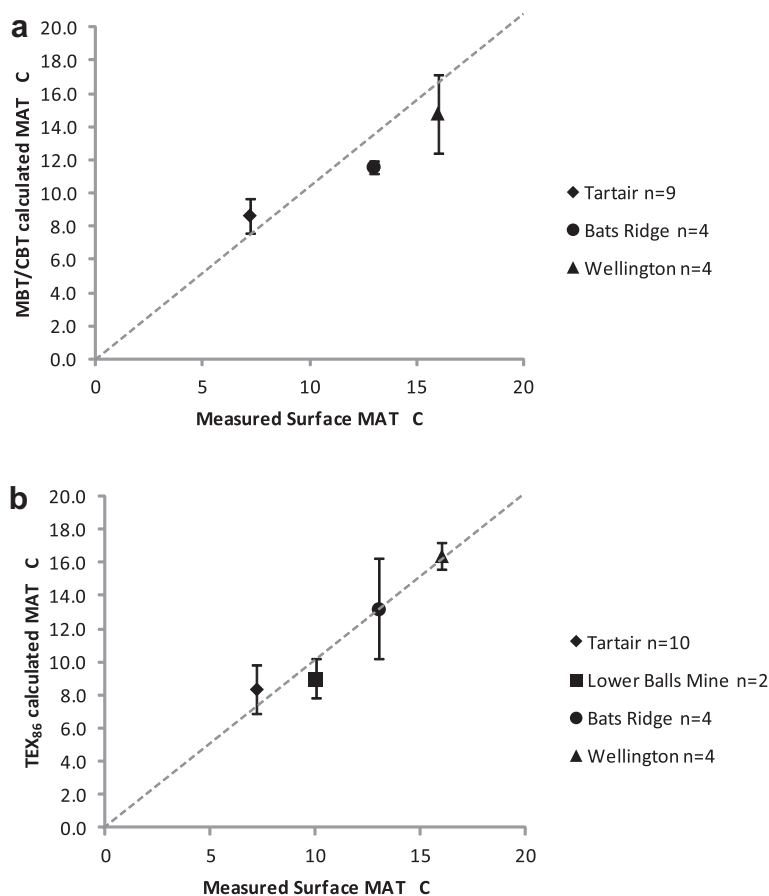 a
20.0
18.0
16.0
14.0
12.0
10.0
8.0
6.0
4.0
2.0
0.0
MBT/CBT calculated MAT C
0 5 10 15 20
Measured Surface MAT C
Tartair n=9
Bats Ridge n=4
Wellington n=4
b
20.0
18.0
16.0
14.0
12.0
10.0
8.0
6.0
4.0
2.0
0.0
TEX86 calculated MAT C
0 5 10 15 20
Measured Surface MAT C
Tartair n=10
Lower Balls Mine n=2
Bats Ridge n=4
Wellington n=4